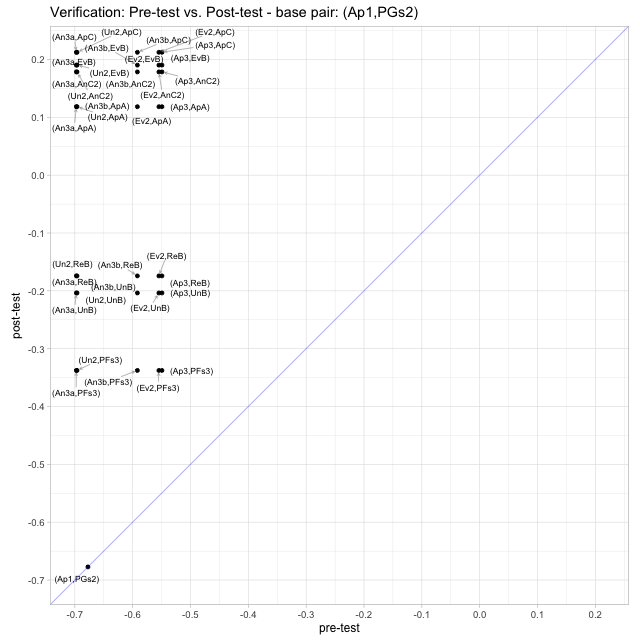 Verification: Pre-test vs. Post-test - base pair: (Ap1,PGs2)
(Un2,ApC)
(Ev2,ApC)
(An3a,ApC)
(An3b,ApC)
(Ap3,ApC)
(An3b,EvB)
(Ev2,EvB)
(Ap3,EvB)
(An3a,EvB)
(Un2,EvB)
(An3a,AnC2)
(An3b,AnC2)
(Ap3,AnC2)
(Un2,AnC2)
(Ev2,AnC2)
(An3b,ApA)
(Ap3,ApA)
(Un2,ApA)
(Ev2,ApA)
(An3a,ApA)
(Ev2,ReB)
(Un2,ReB)
(An3b,ReB)
(An3a,ReB)
(Ap3,ReB)
(An3b,UnB)
(Ap3,UnB)
(Un2,UnB)
(An3a,UnB)
(Ev2,UnB)
(Un2,PFs3)
(Ap3,PFs3)
(An3b,PFs3)
(Ev2,PFs3)
(An3a,PFs3)
(Ap1,PGs2)
0.2
0.1
0.0
-0.1
-0.2
-0.3
-0.4
-0.5
-0.6
-0.7
post-test
-0.7 -0.6 -0.5 -0.4 -0.3 -0.2 -0.1 0.0 0.1 0.2
pre-test